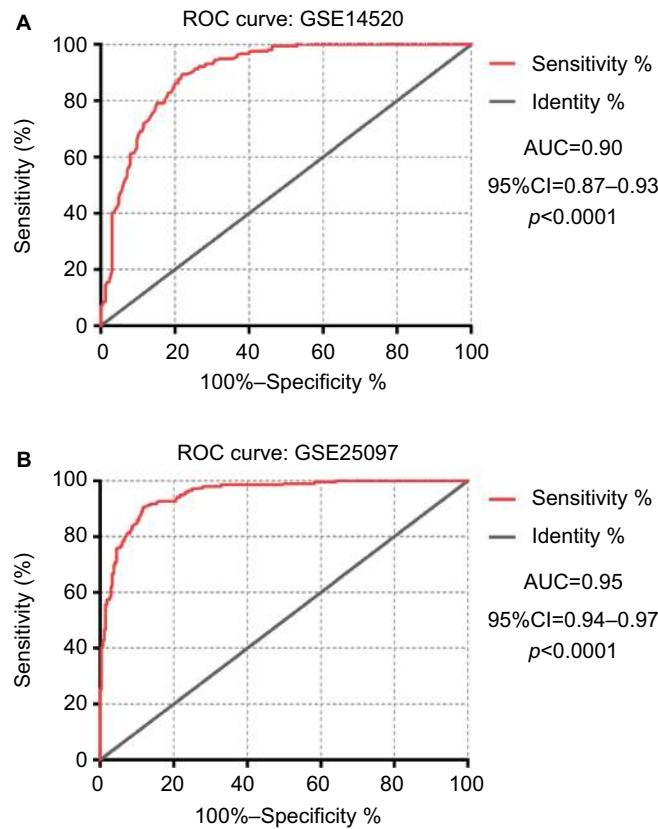 A
ROC curve: GSE14520
100
80
60
40
20
0
Sensitivity (%)
0 20 40 60 80 100
100%–Specificity %
Sensitivity %
Identity %
AUC=0.90
95%CI=0.87–0.93
p<0.0001
B
ROC curve: GSE25097
100
80
60
40
20
0
Sensitivity (%)
0 20 40 60 80 100
100%–Specificity %
Sensitivity %
Identity %
AUC=0.95
95%CI=0.94–0.97
p<0.0001